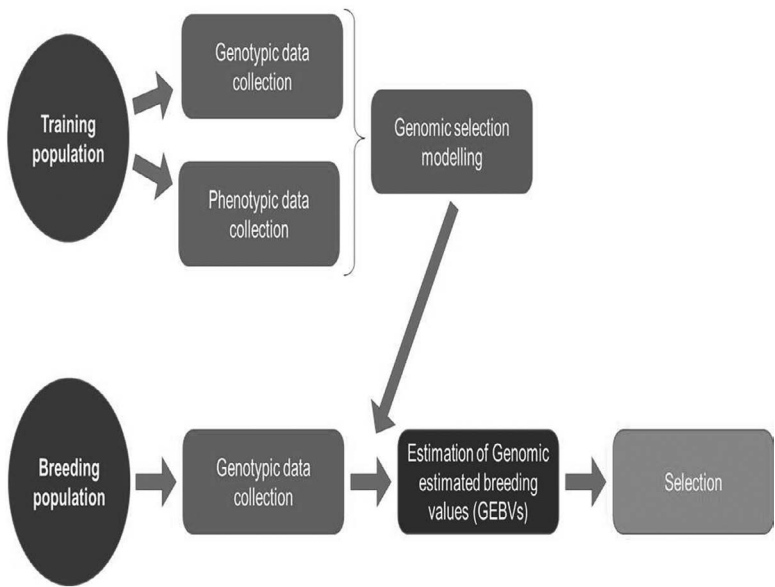 Training
population
Genotypic data
collection
Phenotypic data
collection
Genomic selection
modelling
Breeding
population
Genotypic data
collection
Estimation of Genomic
estimated breeding
values (GEBVs)
Selection